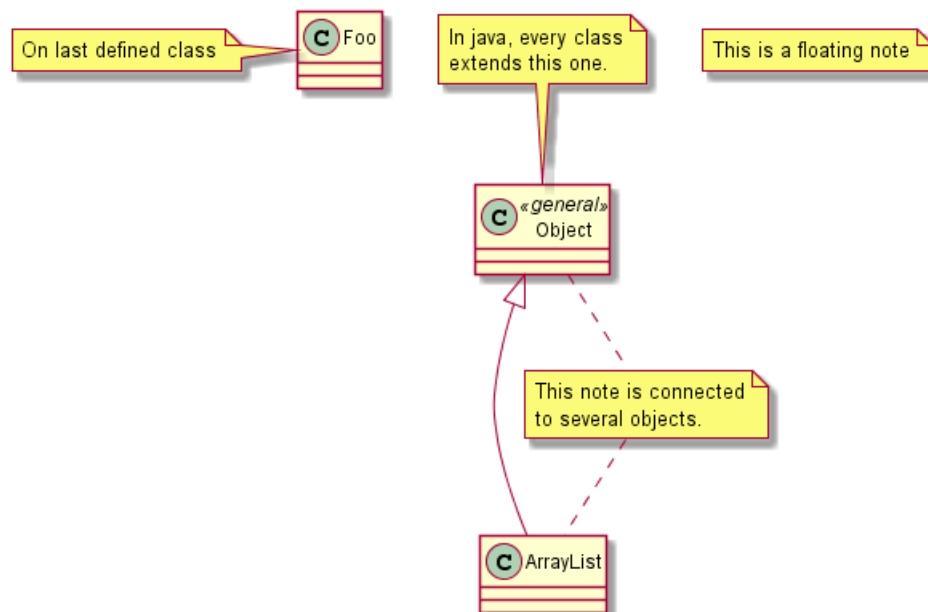 On last defined class
C Foo
In java, every class
extends this one.
This is a floating note
«general»
C Object
This note is connected
to several objects.
C ArrayList